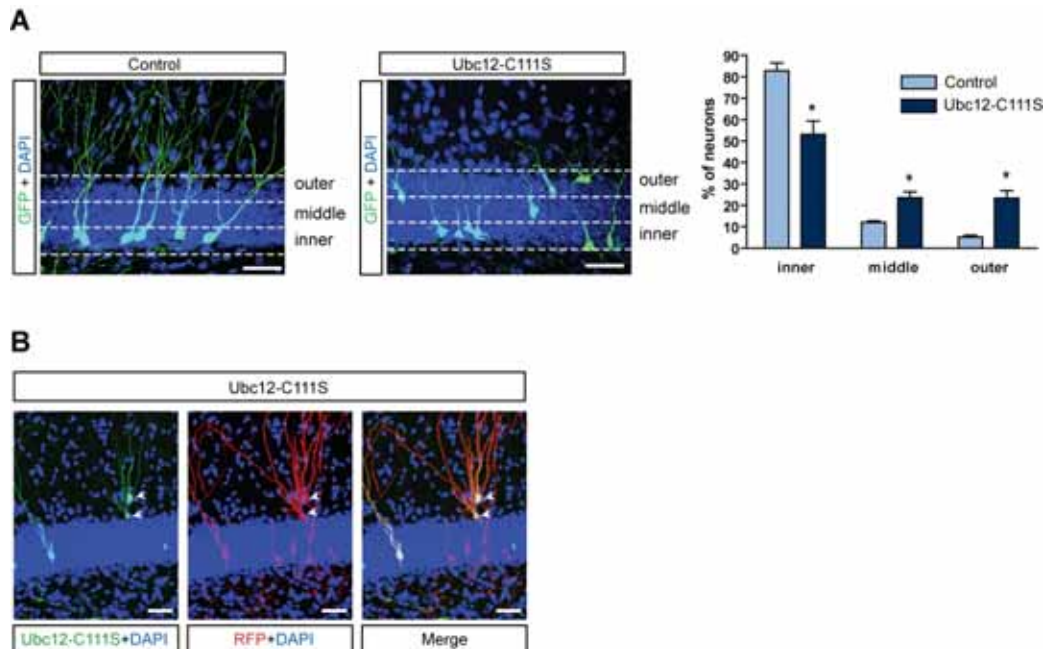 A
Control
GFP + DAPI
outer
middle
inner
Ubc12-C111S
GFP + DAPI
outer
middle
inner
% of neurons
90
80
70
60
50
40
30
20
10
0
Control
Ubc12-C111S
*
*
*
inner
middle
outer
B
Ubc12-C111S
Ubc12-C111S+DAPI
RFP+DAPI
Merge